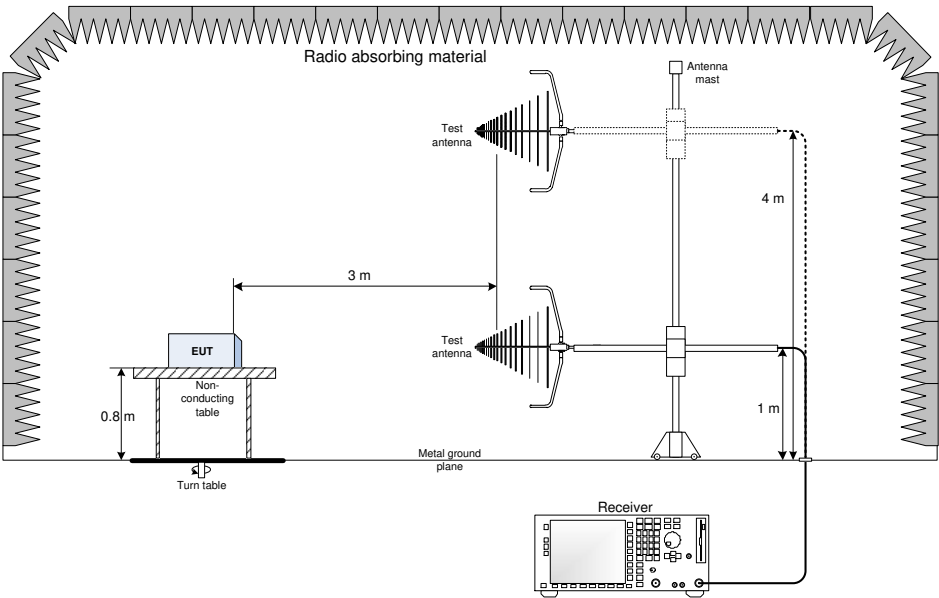 Radio absorbing material
Antenna
mast
Test
antenna
4 m
3 m
Test
antenna
EUT
Non-
conducting
table
0.8 m
1 m
Metal ground
plane
Turn table
Receiver